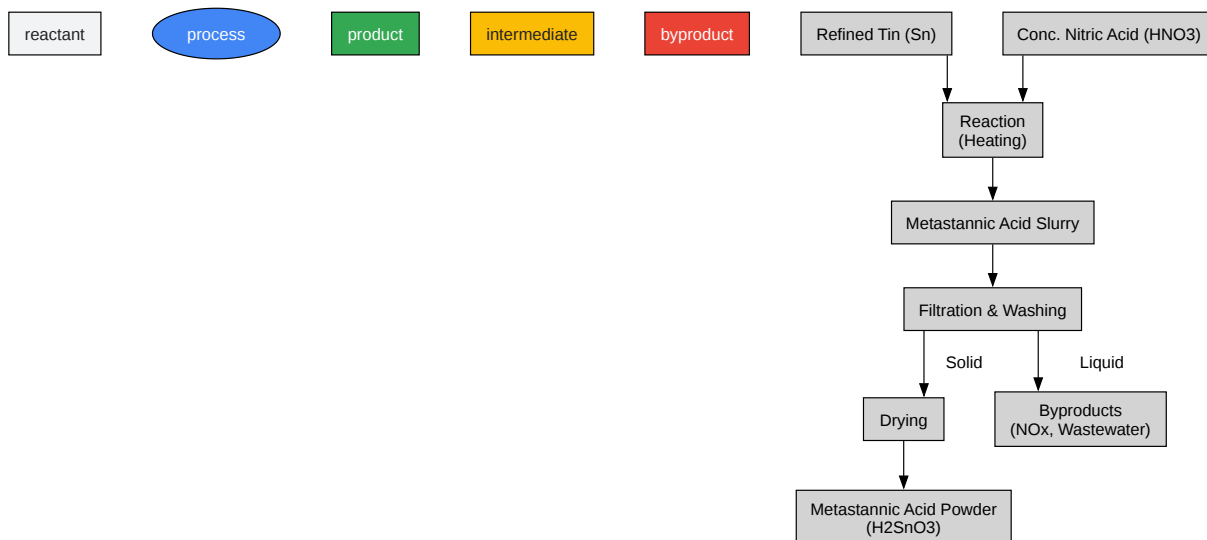 reactant
process
product
intermediate
byproduct
Refined Tin (Sn)
Conc. Nitric Acid (HNO3)
Reaction
(Heating)
Metastannic Acid Slurry
Filtration & Washing
Solid
Liquid
Drying
Byproducts
(NOx, Wastewater)
Metastannic Acid Powder
(H2SnO3)